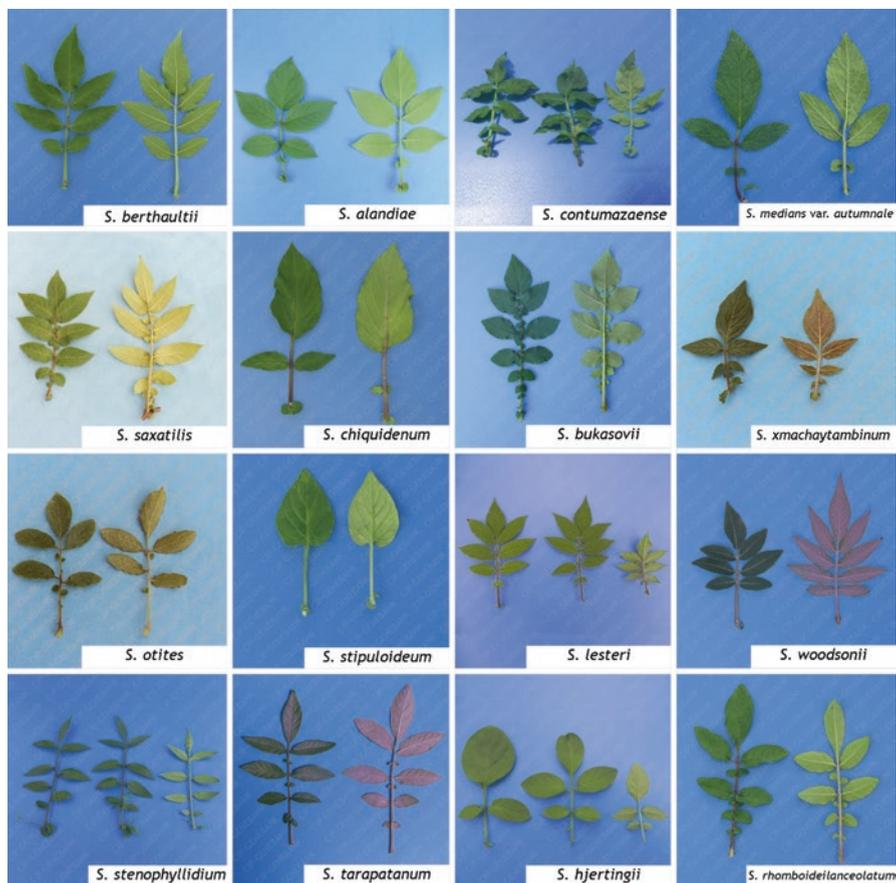 S. berthaultii
S. alandiae
S. contumazaense
S. medians var. autumnale
S. saxatilis
S. chiquidenum
S. bukasovii
S. xmachaytambinum
S. otites
S. stipuloideum
S. lesteri
S. woodsonii
S. stenophyllidium
S. tarapatanum
S. hjertingii
S. rhomboideilanceolatum